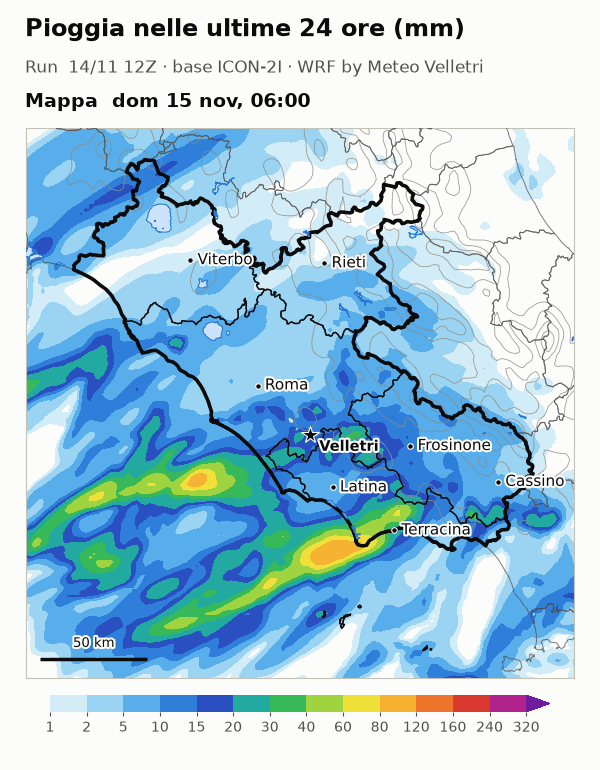 Pioggia nelle ultime 24 ore (mm)
Run  14/11 12Z · base ICON-2I · WRF by Meteo Velletri
Mappa  dom 15 nov, 06:00
Viterbo
Rieti
Roma
Velletri
Frosinone
Latina
Cassino
Terracina
50 km
1 2 5 10 15 20 30 40 60 80 120 160 240 320